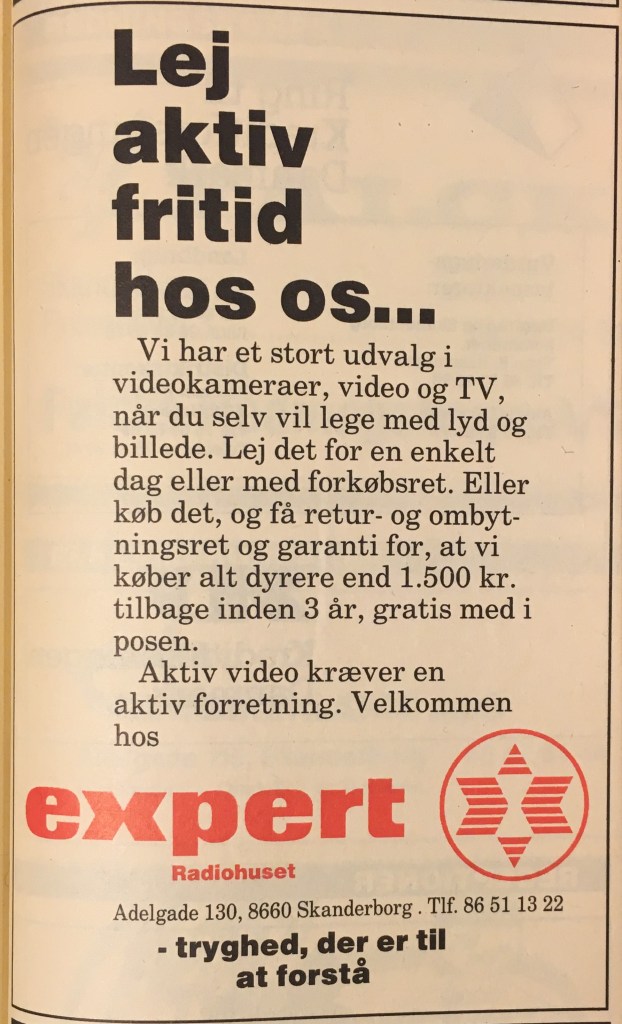 Lej
aktiv
fritid
hos os...
Vi har et stort udvalg i
videokameraer, video og TV,
når du selv vil lege med lyd og
billede. Lej det for en enkelt
dag eller med forkøbsret. Eller
køb det, og få retur- og ombyt-
ningsret og garanti for, at vi
køber alt dyrere end 1.500 kr.
tilbage inden 3 år, gratis med i
posen.
Aktiv video kræver en
aktiv forretning. Velkommen
hos
expert
Radiohuset
Adelgade 130, 8660 Skanderborg . Tlf. 86 51 13 22
- tryghed, der er til
at forstå